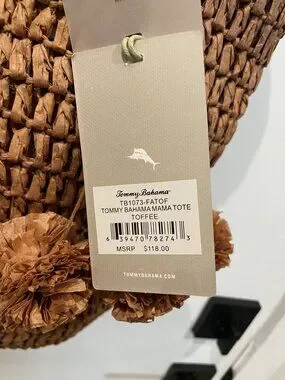 Tommy Bahama
TB1073-FATOF
TOMMY BAHAMA MAMA TOTE
TOFFEE
6 39470 78274 3
MSRP $118.00
TOMMYBAHAMA.COM